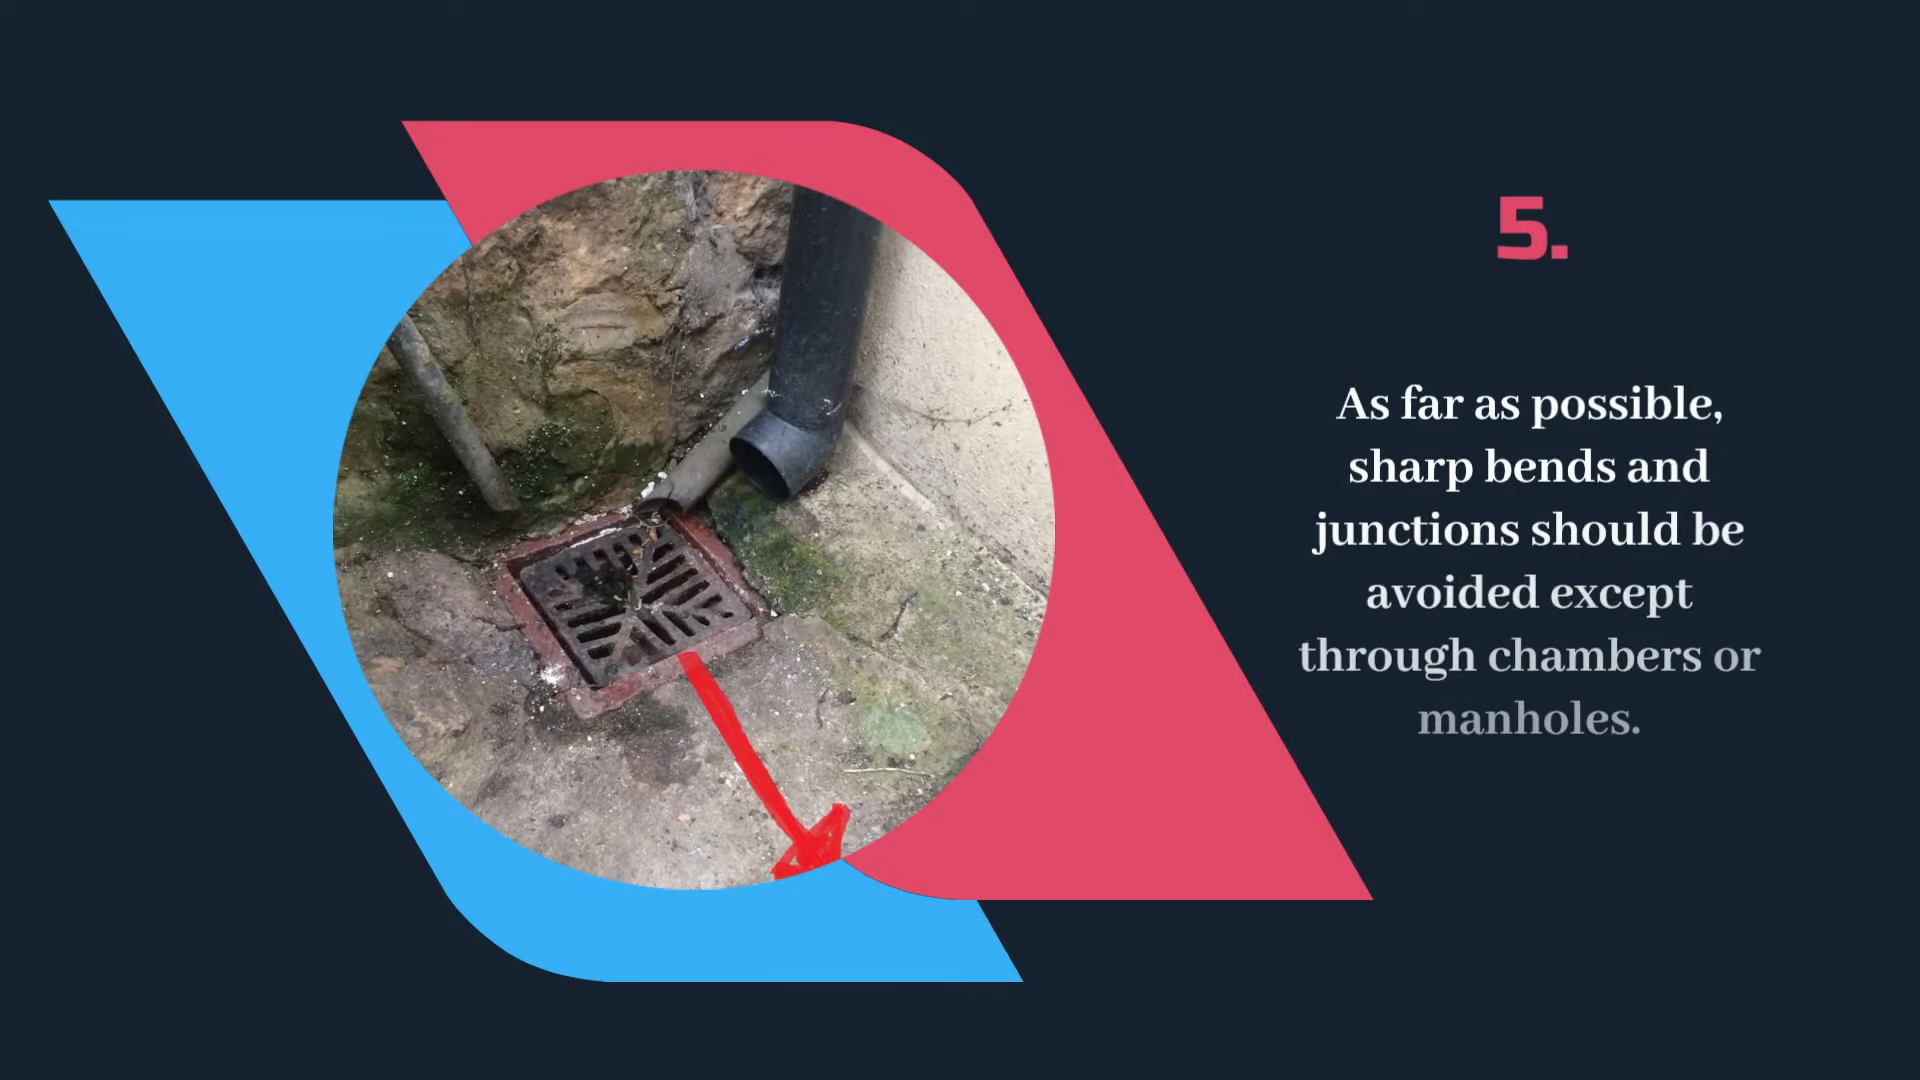 5.
As far as possible,
sharp bends and
junctions should be
avoided except
through chambers or
manholes.